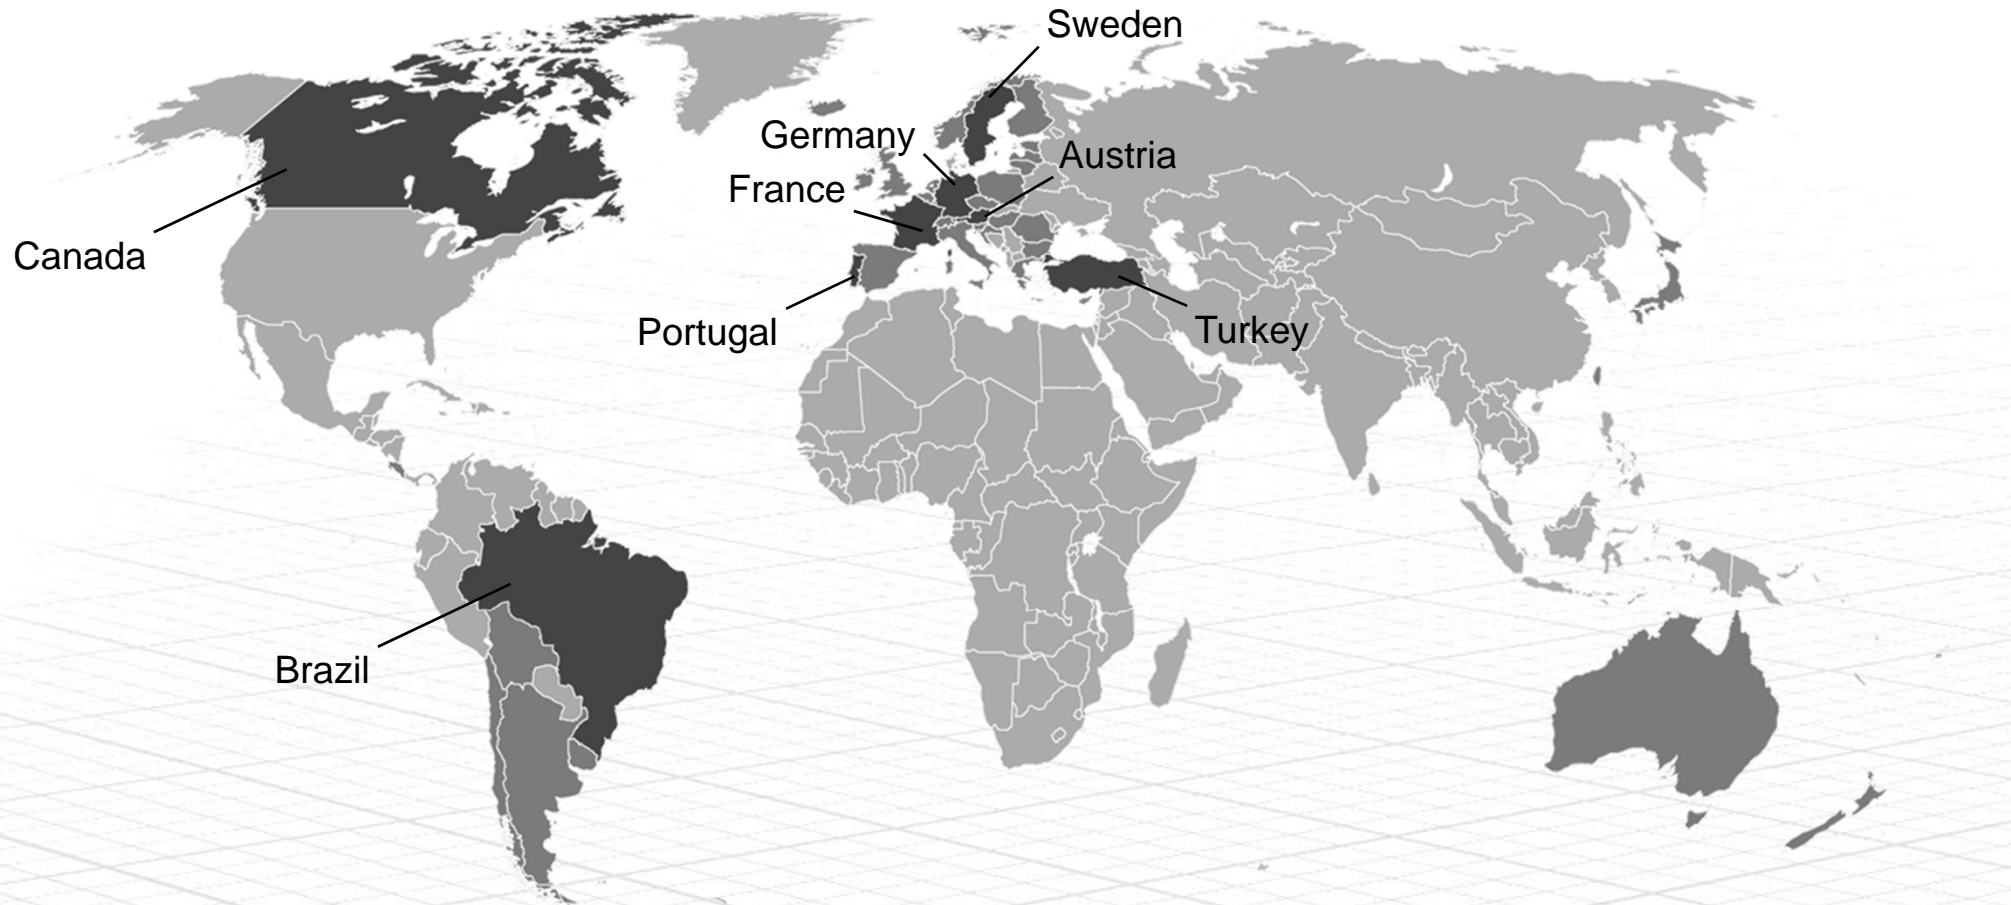 Sweden
Germany
Austria
France
Canada
Portugal
Turkey
Brazil